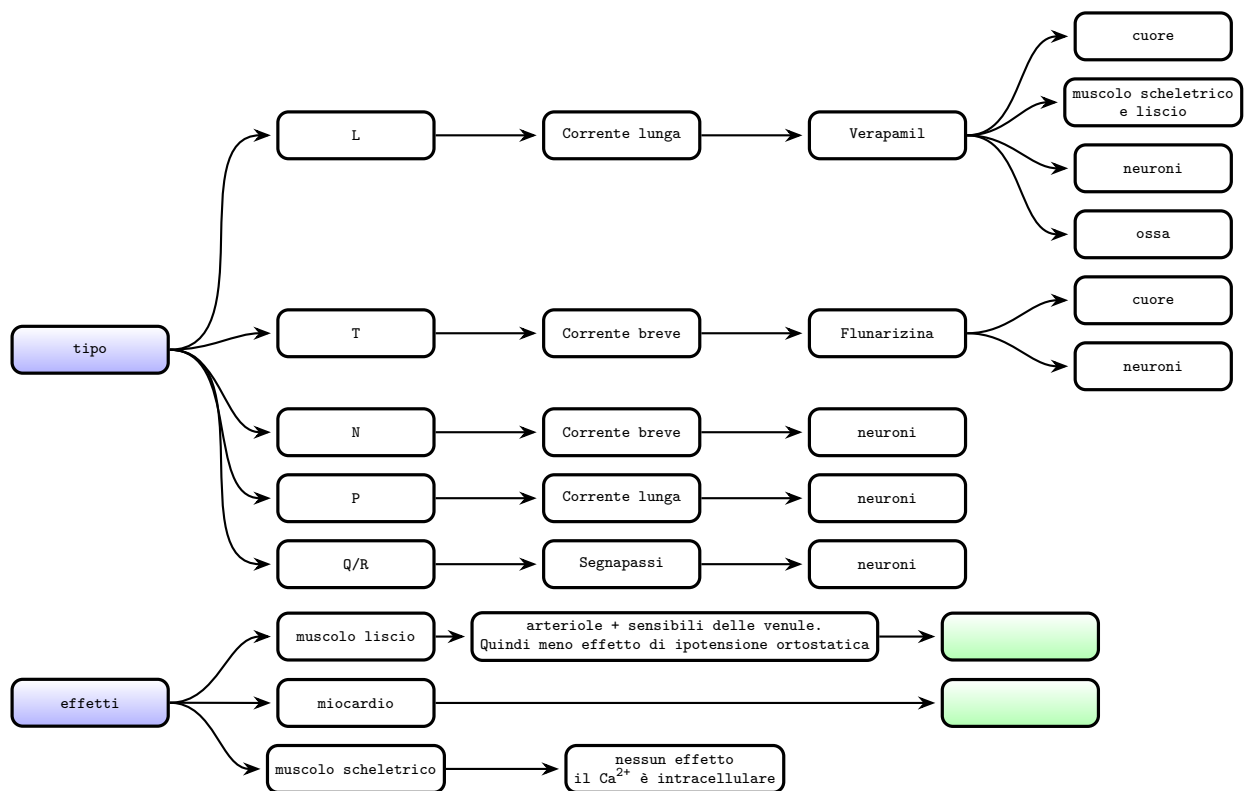 cuore
muscolo scheletrico
e liscio
L
Corrente lunga
Verapamil
neuroni
ossa
cuore
tipo
T
Corrente breve
Flunarizina
neuroni
N
Corrente breve
neuroni
P
Corrente lunga
neuroni
Q/R
Segnapassi
neuroni
muscolo liscio
arteriole + sensibili delle venule.
Quindi meno effetto di ipotensione ortostatica
effetti
miocardio
muscolo scheletrico
nessun effetto
il Ca²⁺ è intracellulare